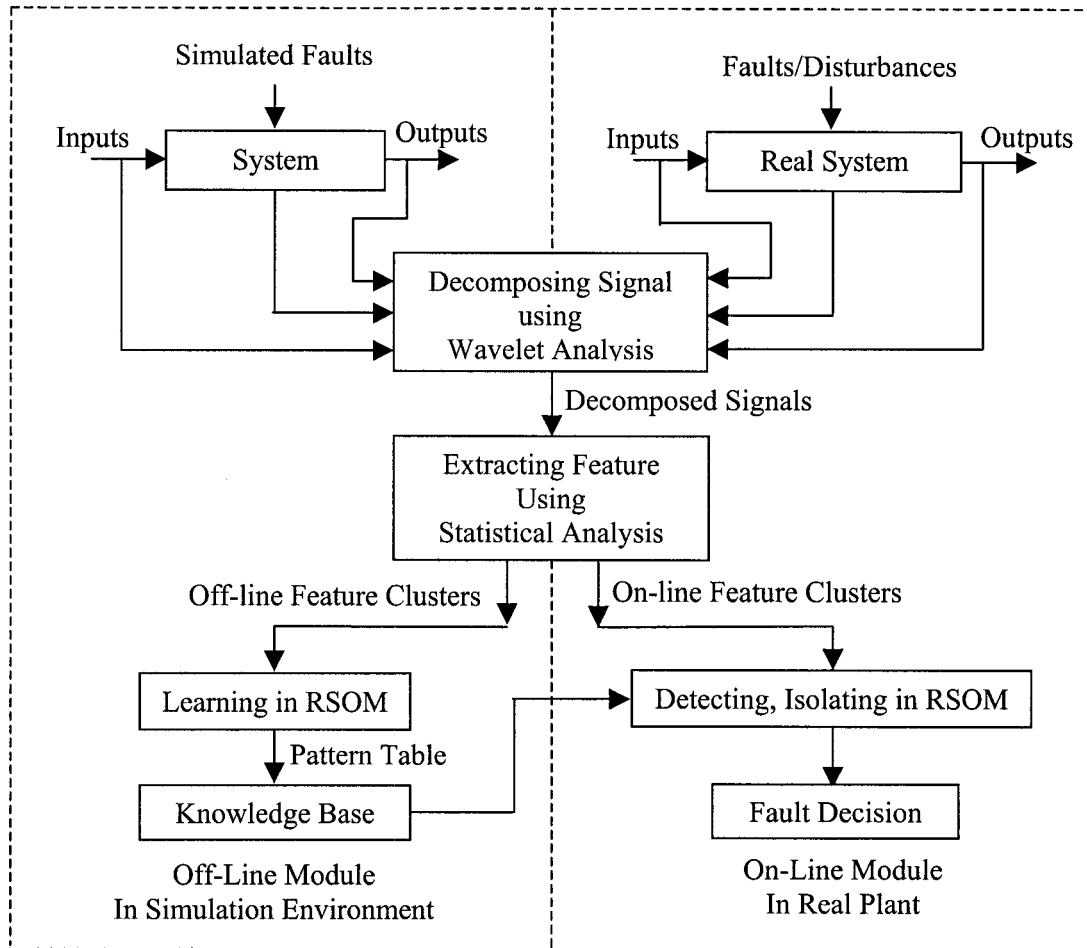 Simulated Faults
Faults/Disturbances
Inputs
Outputs
System
Inputs
Outputs
Real System
Decomposing Signal
using
Wavelet Analysis
Decomposed Signals
Extracting Feature
Using
Statistical Analysis
Off-line Feature Clusters
On-line Feature Clusters
Learning in RSOM
Detecting, Isolating in RSOM
Pattern Table
Knowledge Base
Fault Decision
Off-Line Module
In Simulation Environment
On-Line Module
In Real Plant